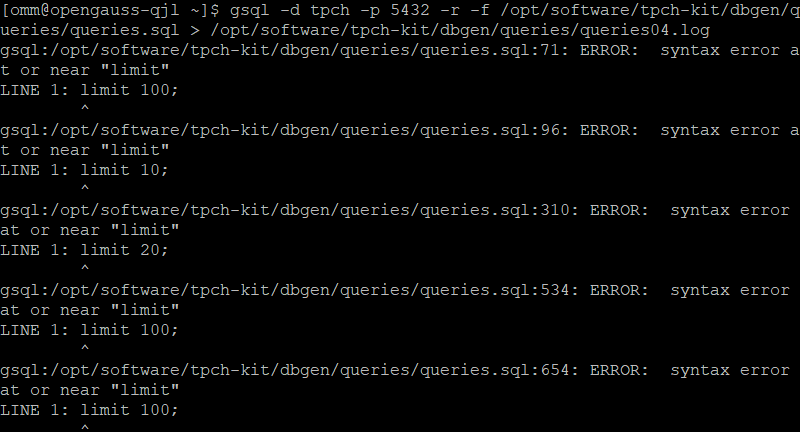 [omm@opengauss-qjl ~]$ gsql -d tpch -p 5432 -r -f /opt/software/tpch-kit/dbgen/q
ueries/queries.sql > /opt/software/tpch-kit/dbgen/queries/queries04.log
gsql:/opt/software/tpch-kit/dbgen/queries/queries.sql:71: ERROR:  syntax error a
t or near "limit"
LINE 1: limit 100;
        ^
gsql:/opt/software/tpch-kit/dbgen/queries/queries.sql:96: ERROR:  syntax error a
t or near "limit"
LINE 1: limit 10;
        ^
gsql:/opt/software/tpch-kit/dbgen/queries/queries.sql:310: ERROR:  syntax error
at or near "limit"
LINE 1: limit 20;
        ^
gsql:/opt/software/tpch-kit/dbgen/queries/queries.sql:534: ERROR:  syntax error
at or near "limit"
LINE 1: limit 100;
        ^
gsql:/opt/software/tpch-kit/dbgen/queries/queries.sql:654: ERROR:  syntax error
at or near "limit"
LINE 1: limit 100;
        ^